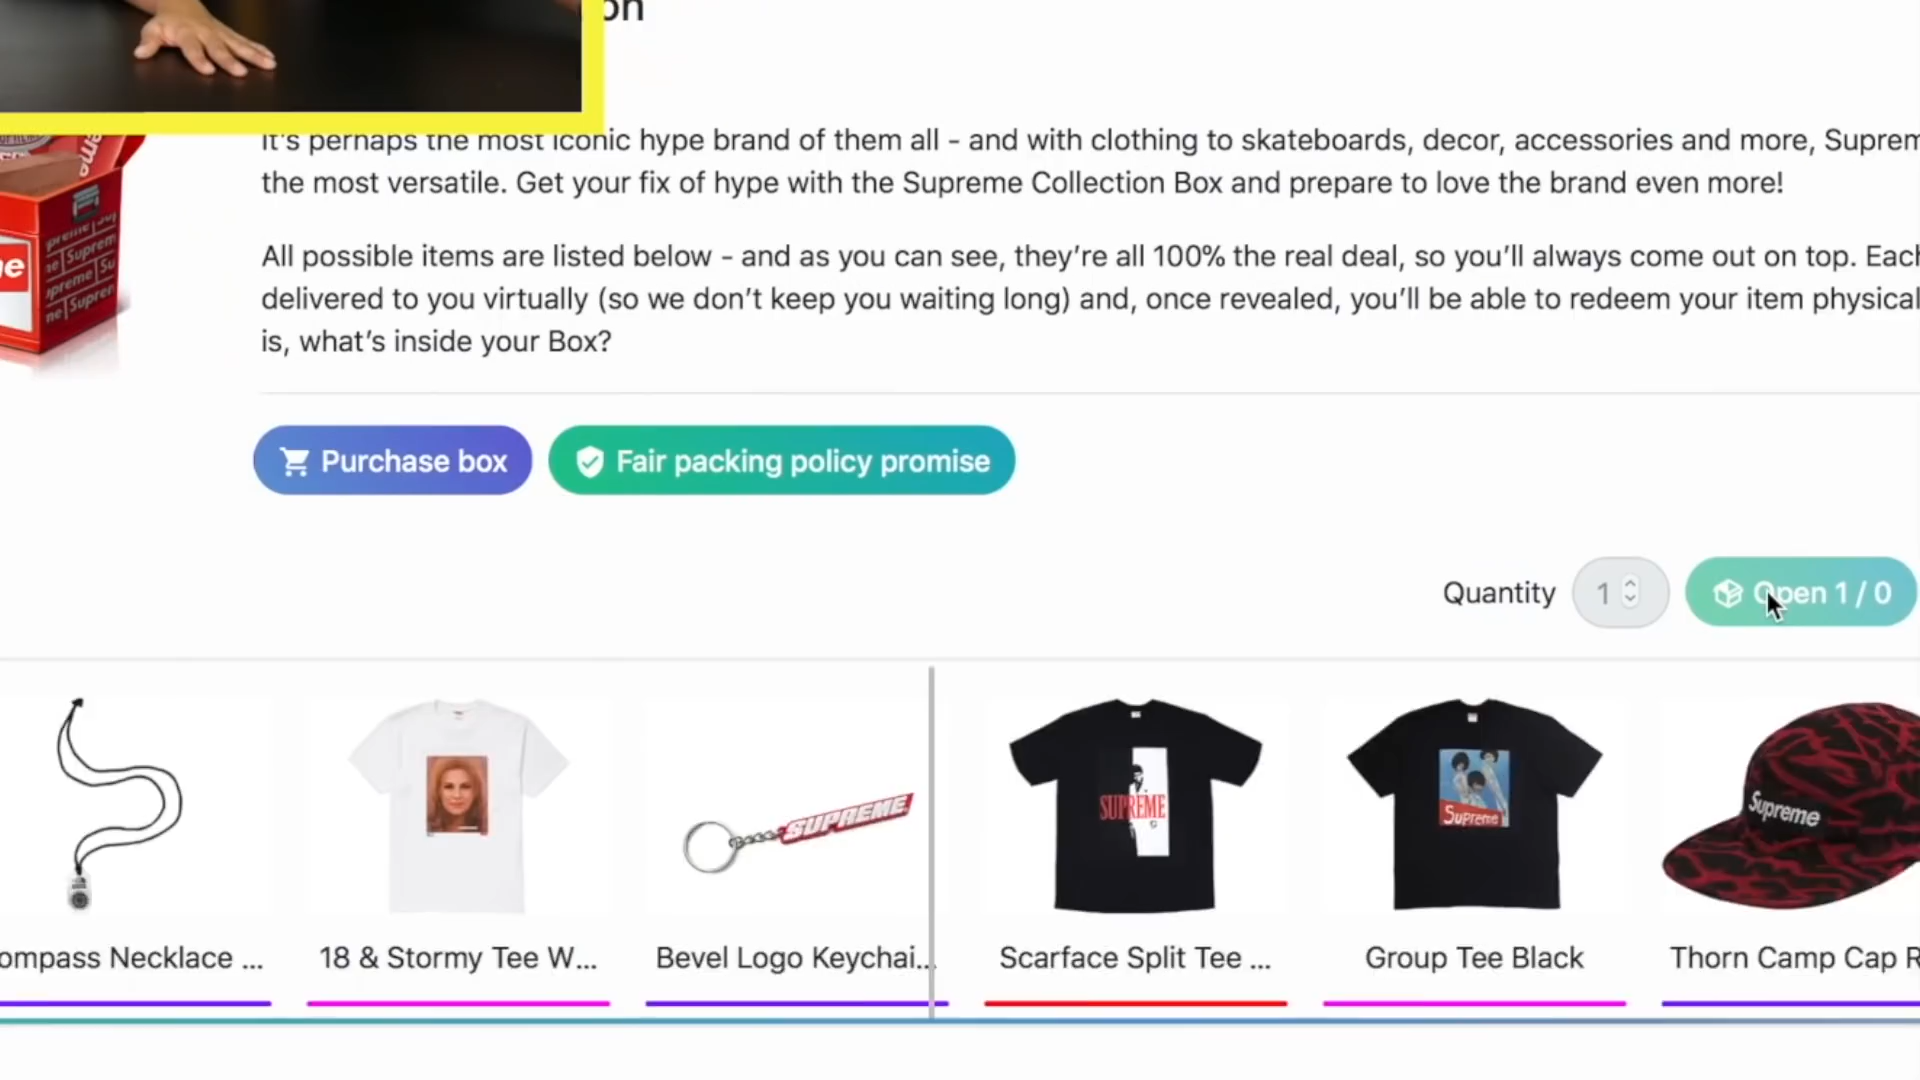 on
It's perhaps the most iconic hype brand of them all - and with clothing to skateboards, decor, accessories and more, Suprem
the most versatile. Get your fix of hype with the Supreme Collection Box and prepare to love the brand even more!
All possible items are listed below - and as you can see, they're all 100% the real deal, so you'll always come out on top. Each
delivered to you virtually (so we don't keep you waiting long) and, once revealed, you'll be able to redeem your item physical
is, what's inside your Box?
Purchase box
Fair packing policy promise
Quantity
1
Open 1 / 0
SUPREME
SUPREME
Supreme
Supreme
ompass Necklace ...
18 & Stormy Tee W...
Bevel Logo Keychai...
Scarface Split Tee ...
Group Tee Black
Thorn Camp Cap R